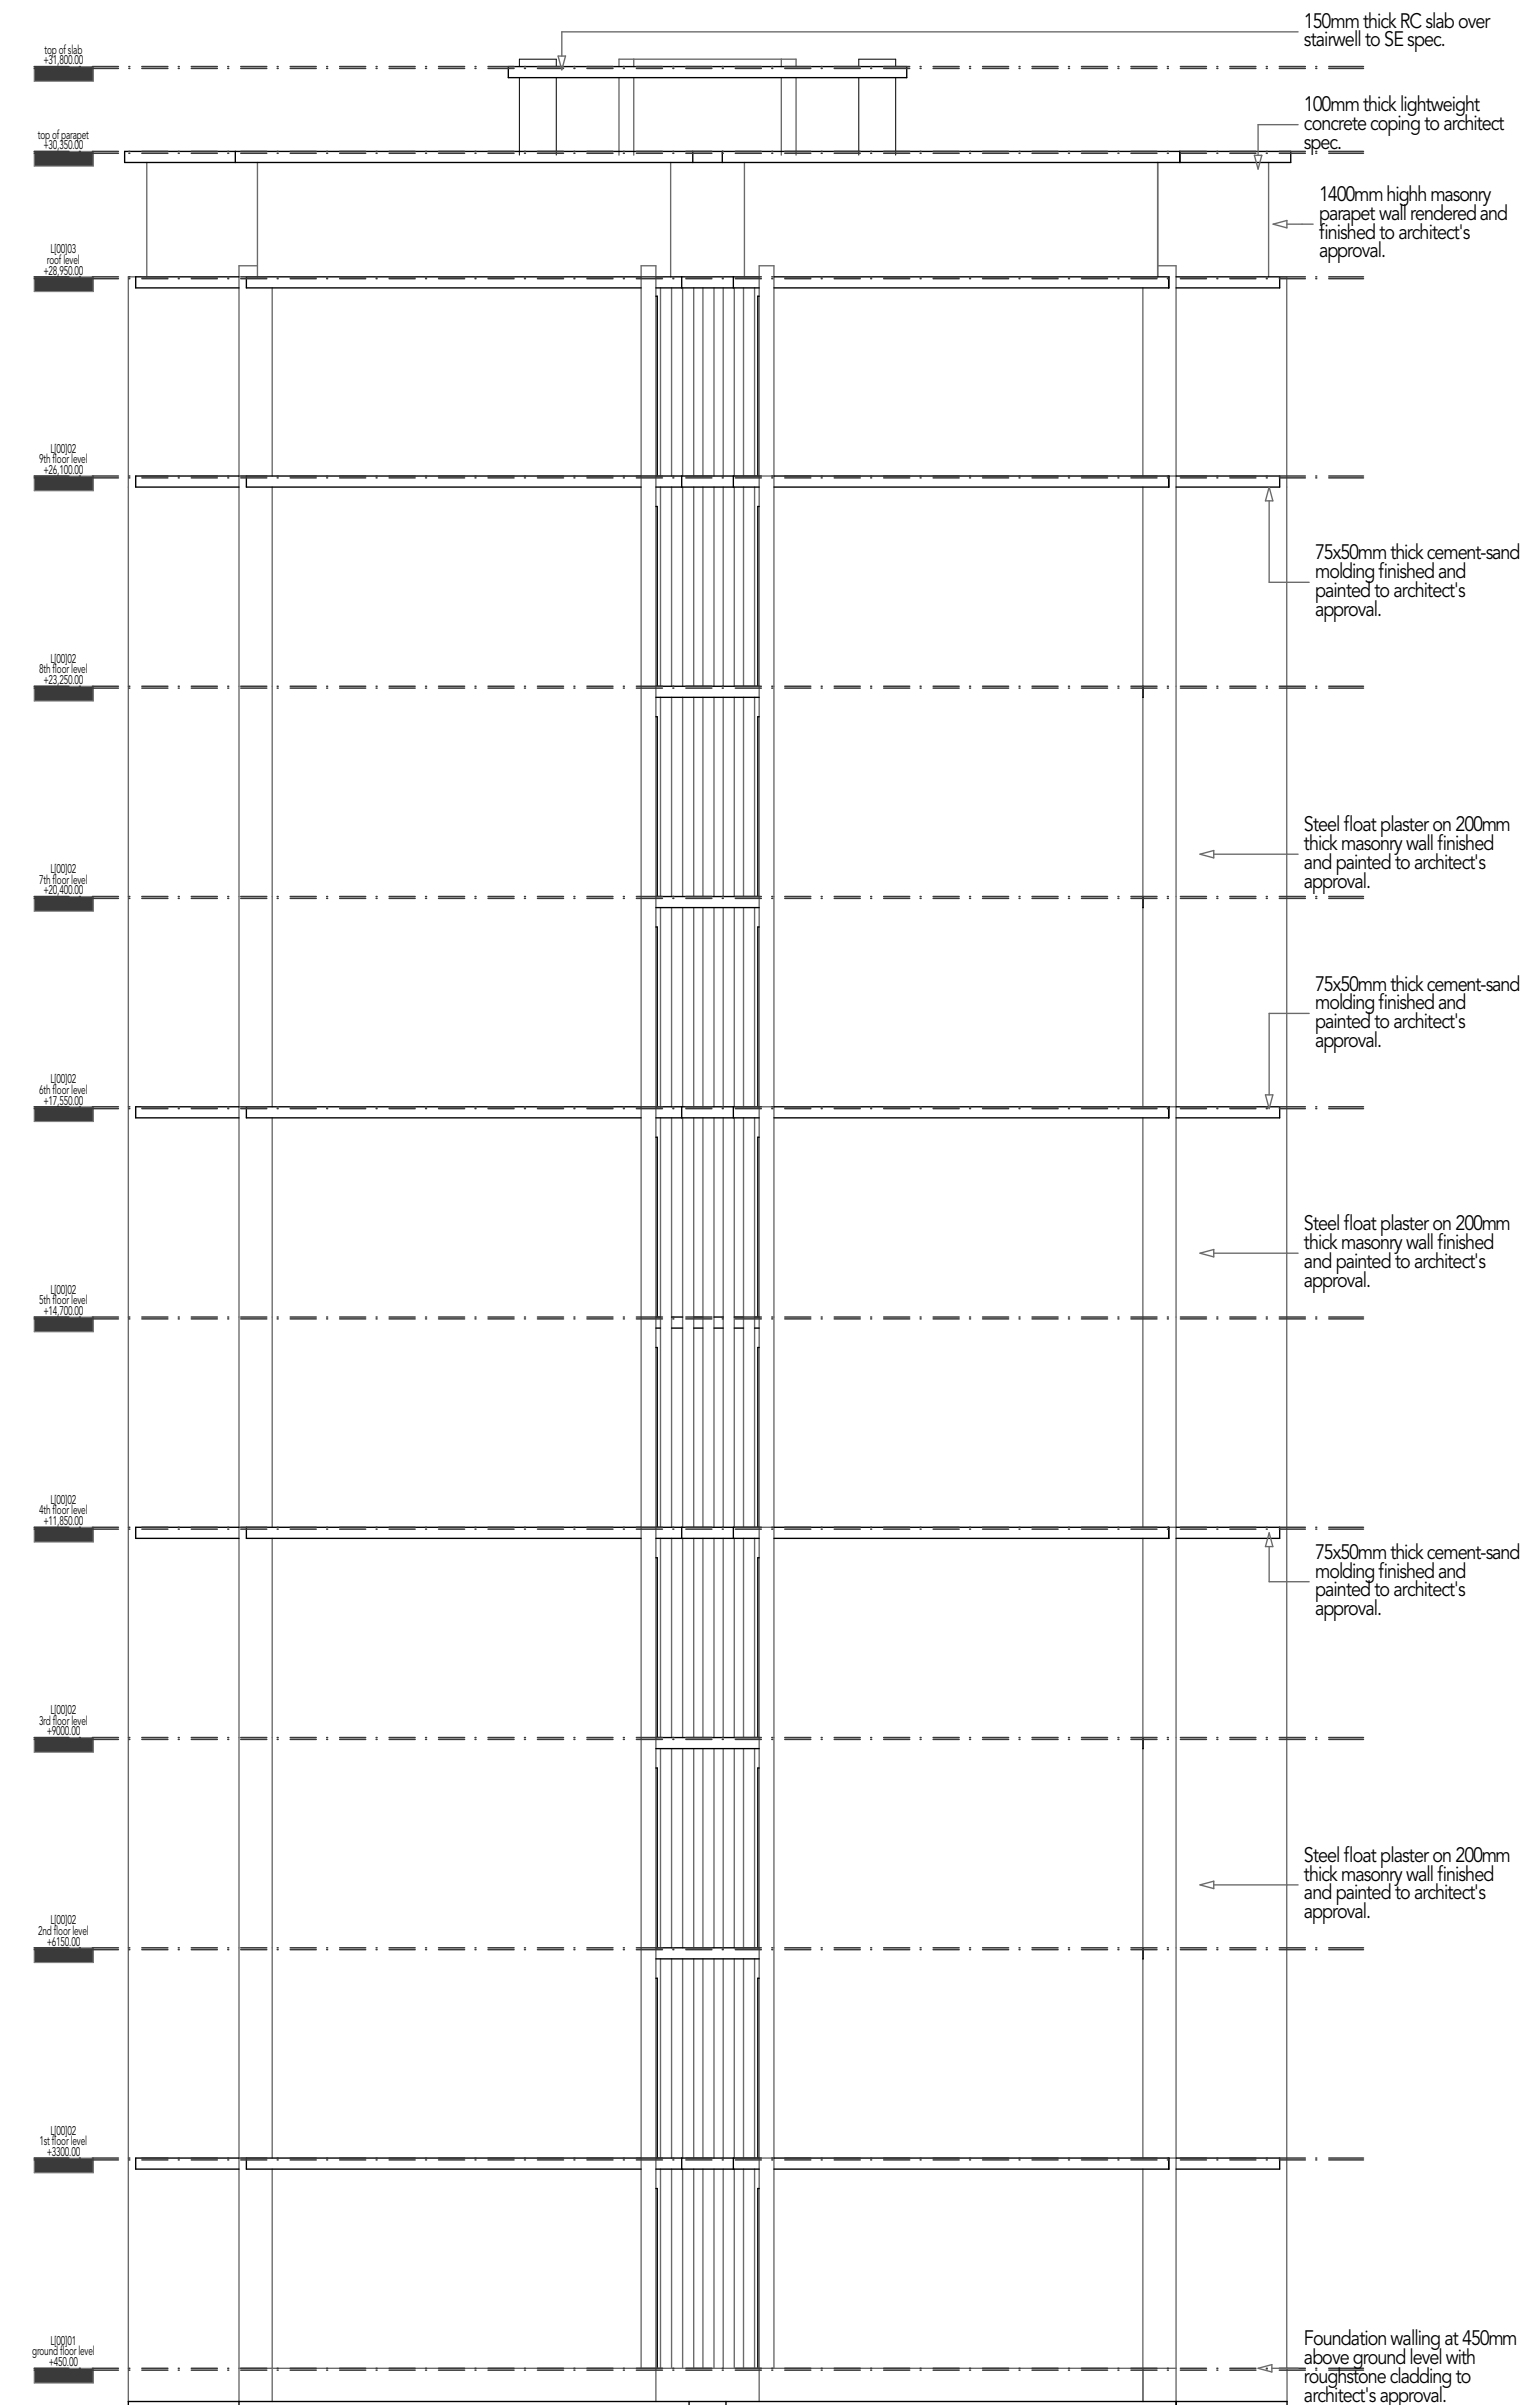 150mm thick RC slab over
stairwell to SE spec.
top of slab
+31,800.00
100mm thick lightweight
concrete coping to architect
spec.
top of parapet
+30,350.00
1400mm highh masonry
parapet wall rendered and
finished to architect's
approval.
L[00]03
roof level
+28,950.00
L[00]02
9th floor level
+26,100.00
75x50mm thick cement-sand
molding finished and
painted to architect's
approval.
L[00]02
8th floor level
+23,250.00
Steel float plaster on 200mm
thick masonry wall finished
and painted to architect's
approval.
L[00]02
7th floor level
+20,400.00
75x50mm thick cement-sand
molding finished and
painted to architect's
approval.
L[00]02
6th floor level
+17,550.00
Steel float plaster on 200mm
thick masonry wall finished
and painted to architect's
approval.
L[00]02
5th floor level
+14,700.00
L[00]02
4th floor level
+11,850.00
75x50mm thick cement-sand
molding finished and
painted to architect's
approval.
L[00]02
3rd floor level
+9000.00
Steel float plaster on 200mm
thick masonry wall finished
and painted to architect's
approval.
L[00]02
2nd floor level
+6150.00
L[00]02
1st floor level
+3300.00
L[00]01
ground floor level
+450.00
Foundation walling at 450mm
above ground level with
roughstone cladding to
architect's approval.